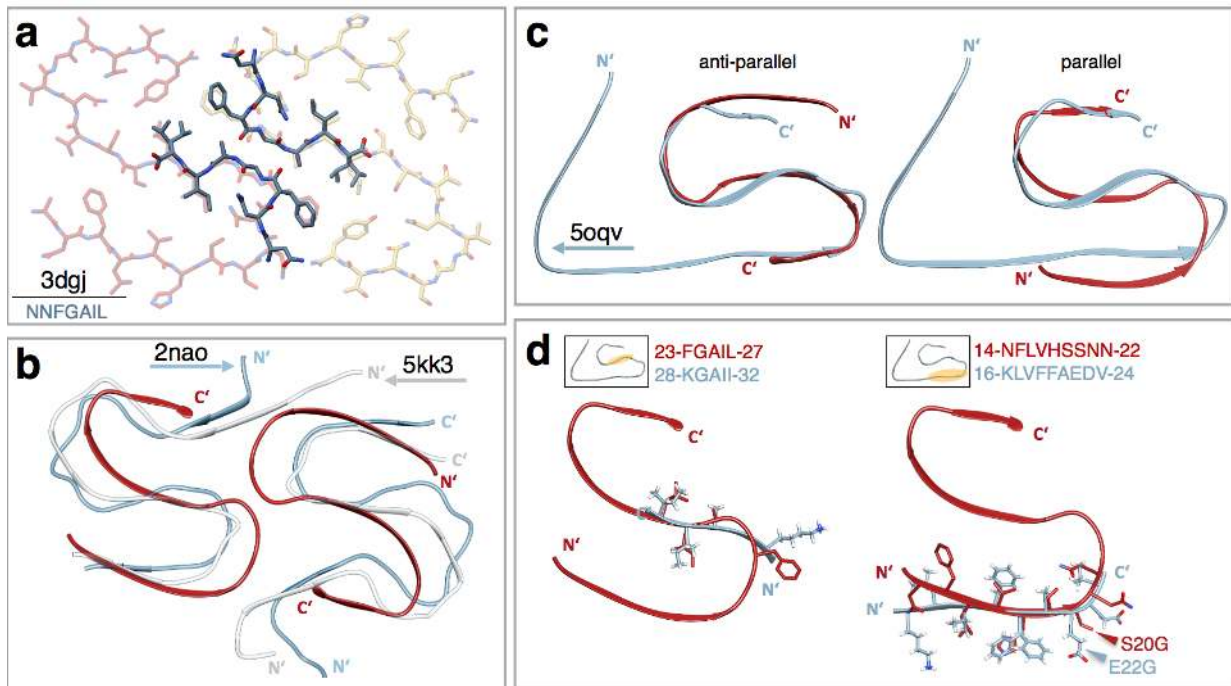 a
3dgj
NNFGAIL
b
2nao
5kk3
N'
N'
C'
C'
C'
N'
C'
N'
N'
c
anti-parallel
parallel
N'
N'
C'
N'
C'
C'
5oqv
C'
N'
d
23-FGAIL-27
28-KGAII-32
14-NFLVHSSNN-22
16-KLVFFAEDV-24
C'
C'
C'
N'
N'
N'
N'
C'
S20G
E22G